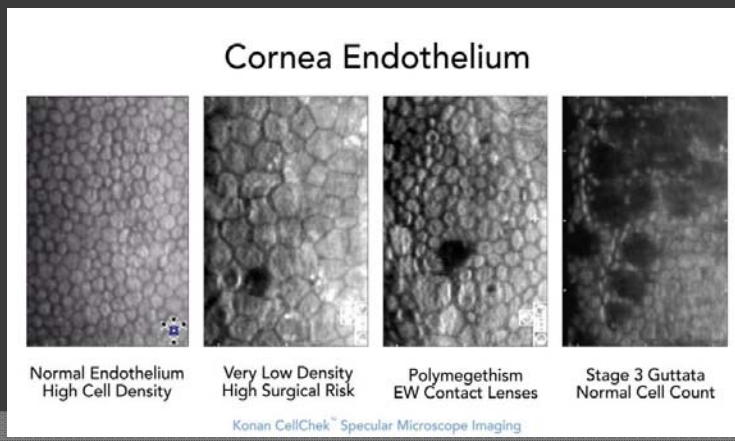 Cornea Endothelium
Normal Endothelium
High Cell Density
Very Low Density
High Surgical Risk
Polymegethism
EW Contact Lenses
Stage 3 Guttata
Normal Cell Count
Konan CellChek™ Specular Microscope Imaging